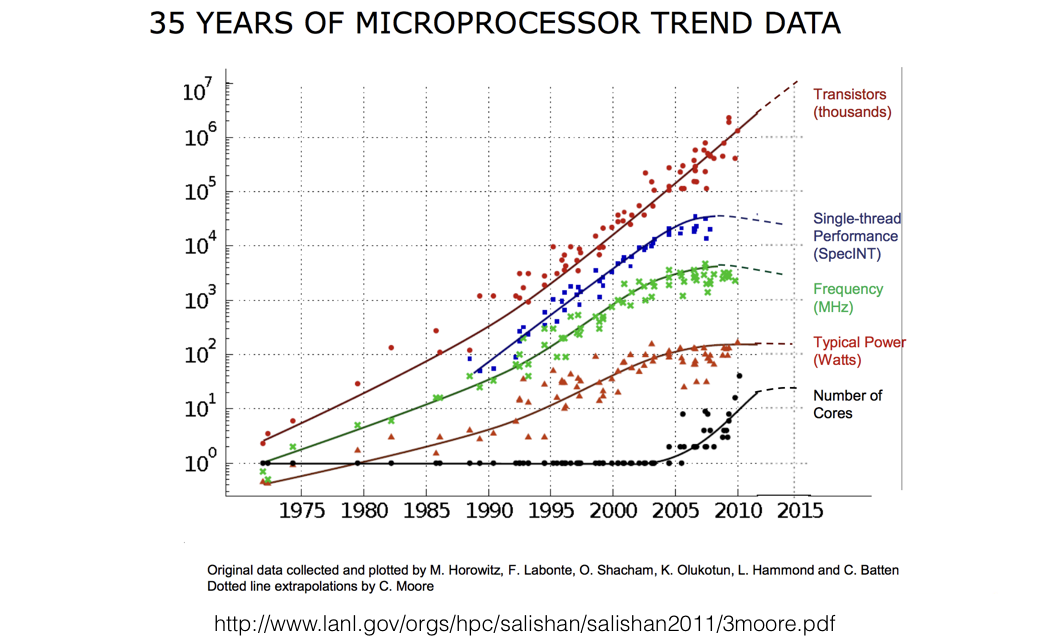 35 YEARS OF MICROPROCESSOR TREND DATA
10^7
10^6
10^5
10^4
10^3
10^2
10^1
10^0
Transistors
(thousands)
Single-thread
Performance
(SpecINT)
Frequency
(MHz)
Typical Power
(Watts)
Number of
Cores
1975 1980 1985 1990 1995 2000 2005 2010 2015
Original data collected and plotted by M. Horowitz, F. Labonte, O. Shacham, K. Olukotun, L. Hammond and C. Batten
Dotted line extrapolations by C. Moore
http://www.lanl.gov/orgs/hpc/salishan/salishan2011/3moore.pdf